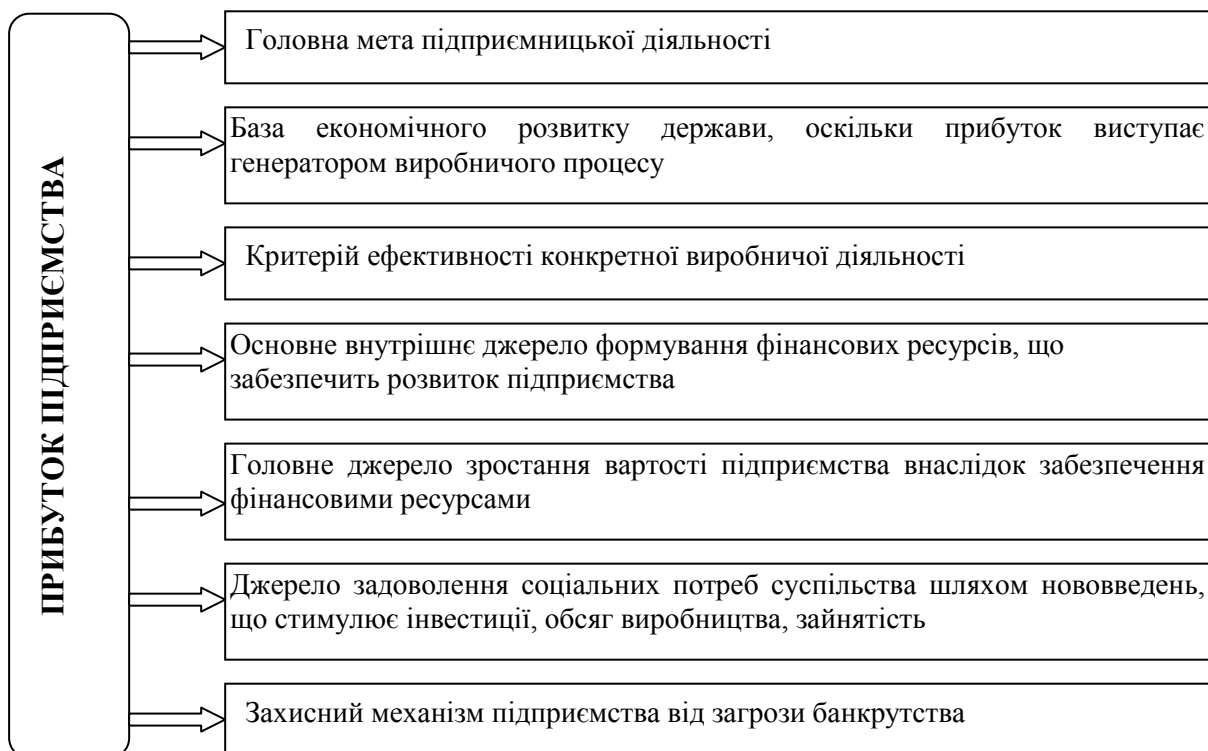 ПРИБУТОК ПІДПРИЄМСТВА
Головна мета підприємницької діяльності
База економічного розвитку держави, оскільки прибуток виступає
генератором виробничого процесу
Критерій ефективності конкретної виробничої діяльності
Основне внутрішнє джерело формування фінансових ресурсів, що
забезпечить розвиток підприємства
Головне джерело зростання вартості підприємства внаслідок забезпечення
фінансовими ресурсами
Джерело задоволення соціальних потреб суспільства шляхом нововведень,
що стимулює інвестиції, обсяг виробництва, зайнятість
Захисний механізм підприємства від загрози банкрутства